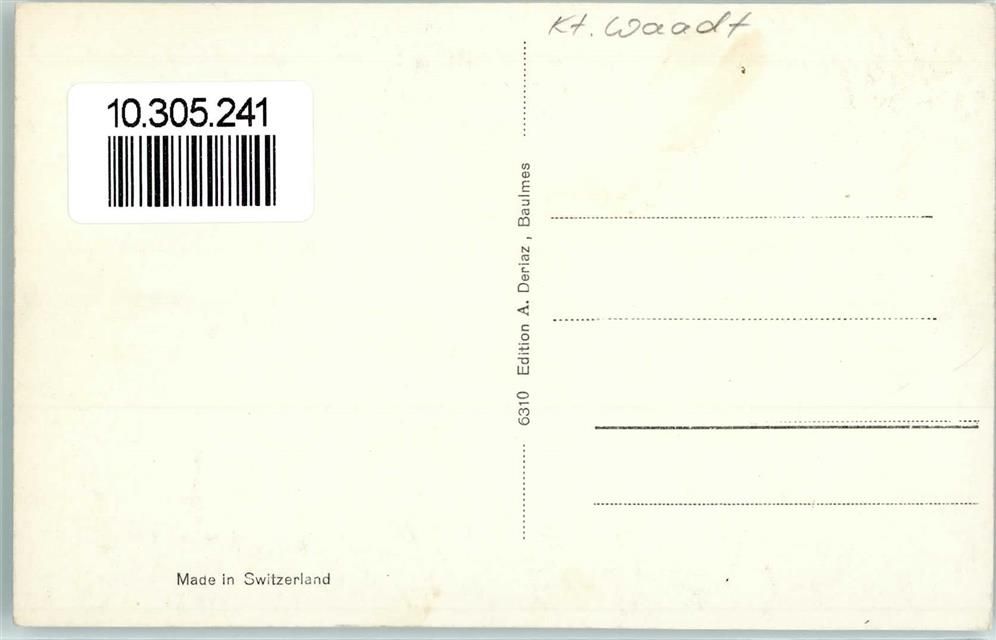 Kt. Waadt
10.305.241
6310 Edition A. Deriaz, Baulmes
Made in Switzerland